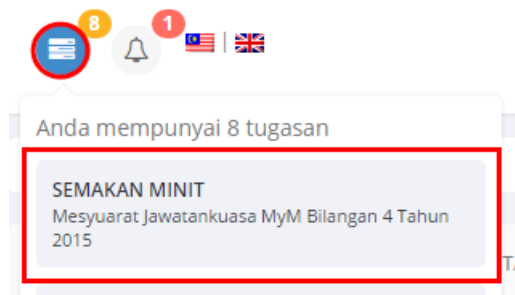 8
1
|
Anda mempunyai 8 tugasan
SEMAKAN MINIT
Mesyuarat Jawatankuasa MyM Bilangan 4 Tahun
2015